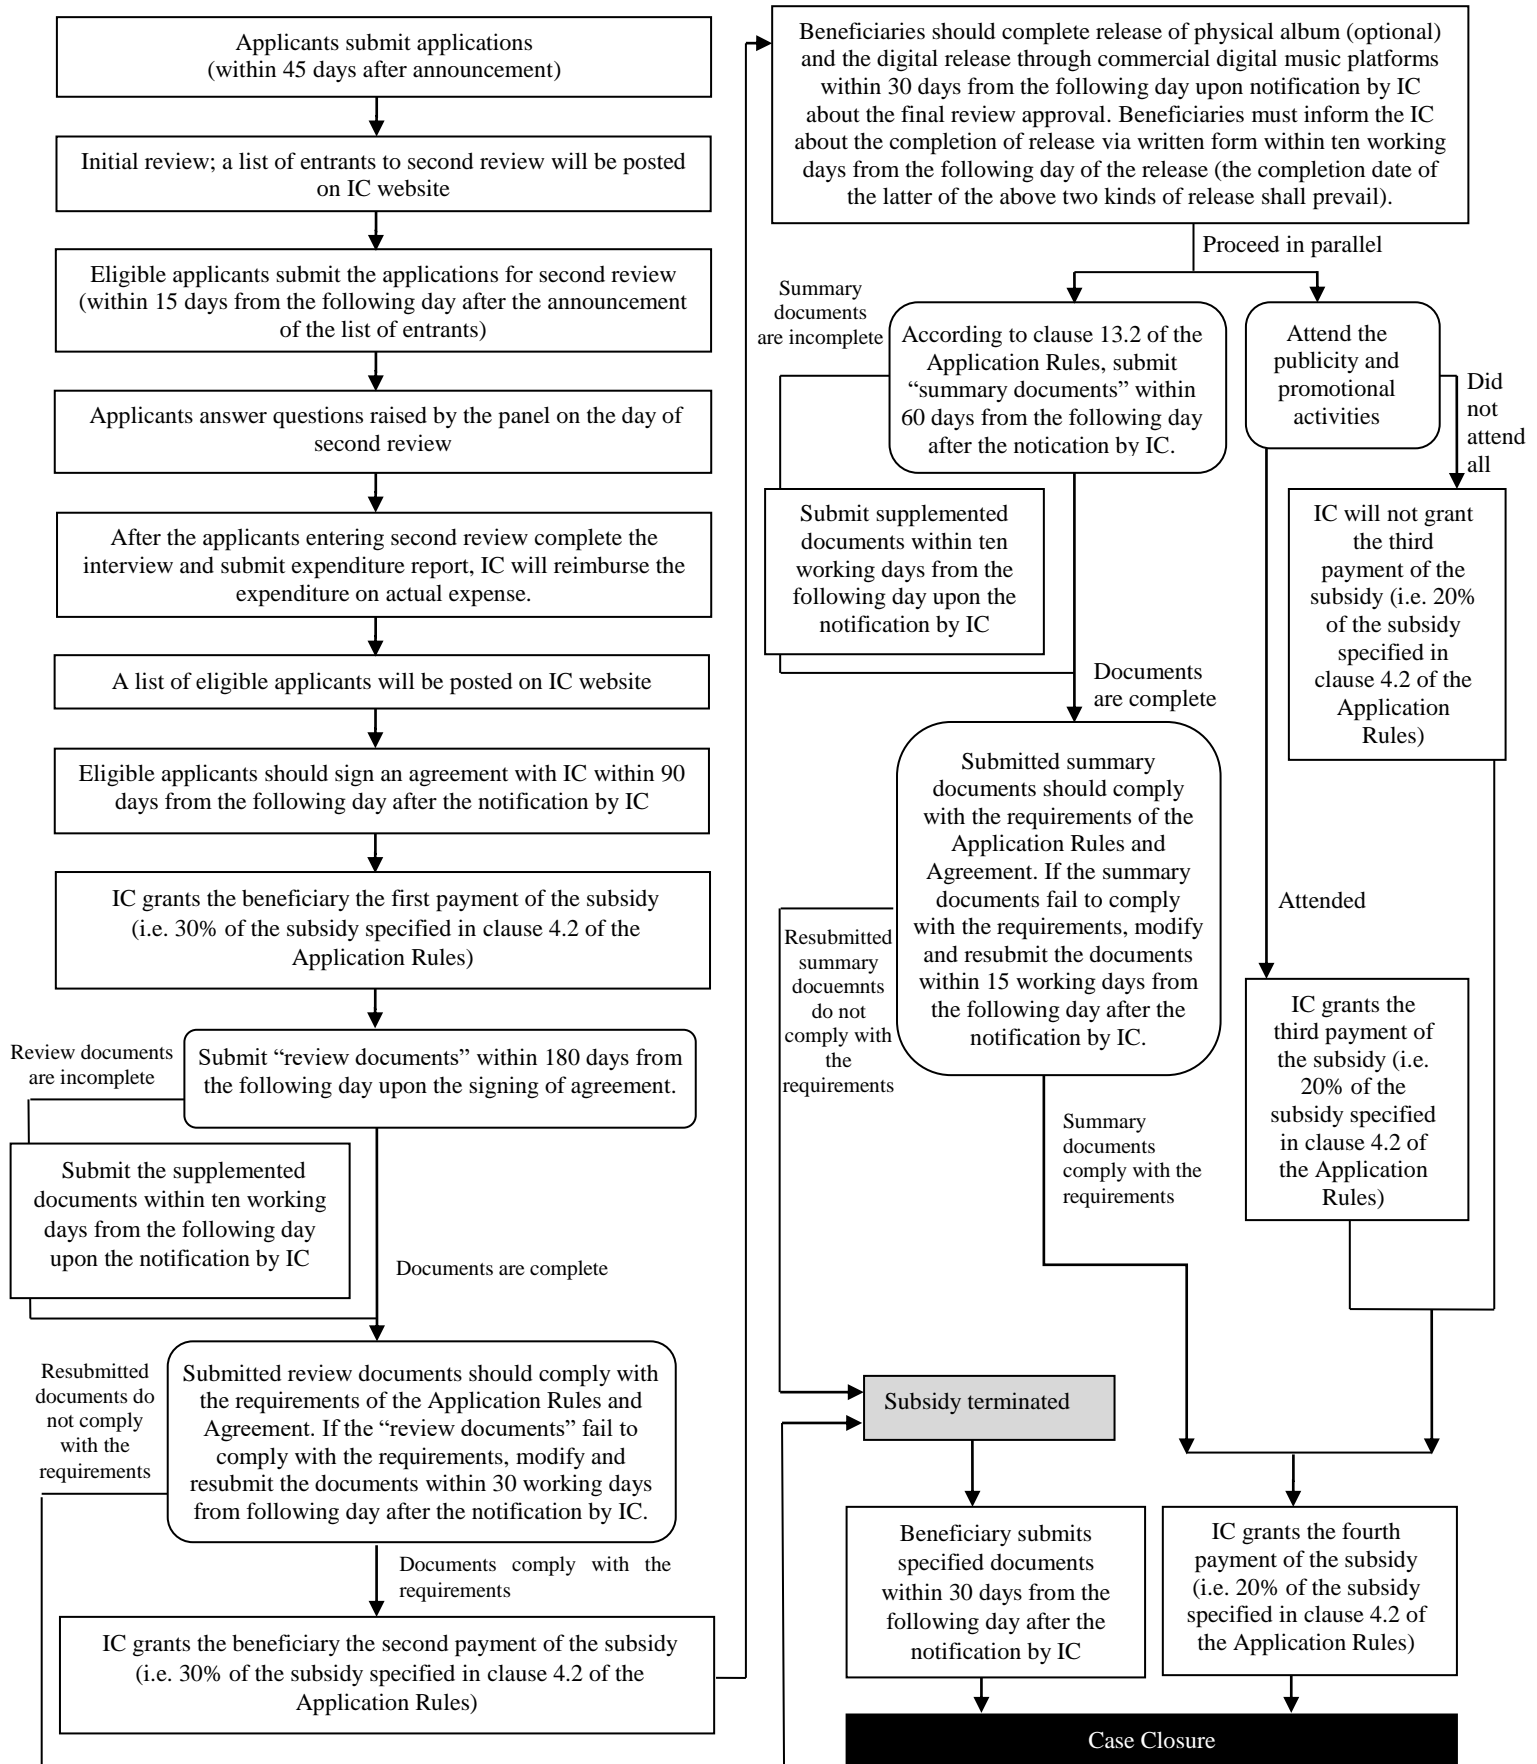 Applicants submit applications
(within 45 days after announcement)
Initial review; a list of entrants to second review will be posted
on IC website
Eligible applicants submit the applications for second review
(within 15 days from the following day after the announcement
of the list of entrants)
Applicants answer questions raised by the panel on the day of
second review
After the applicants entering second review complete the
interview and submit expenditure report, IC will reimburse the
expenditure on actual expense.
A list of eligible applicants will be posted on IC website
Eligible applicants should sign an agreement with IC within 90
days from the following day after the notification by IC
IC grants the beneficiary the first payment of the subsidy
(i.e. 30% of the subsidy specified in clause 4.2 of the
Application Rules)
Review documents
are incomplete
Submit “review documents” within 180 days from
the following day upon the signing of agreement.
Submit the supplemented
documents within ten working
days from the following day
upon the notification by IC
Documents are complete
Resubmitted
documents do
not comply
with the
requirements
Submitted review documents should comply with
the requirements of the Application Rules and
Agreement. If the “review documents” fail to
comply with the requirements, modify and
resubmit the documents within 30 working days
from following day after the notification by IC.
Documents comply with the
requirements
IC grants the beneficiary the second payment of the subsidy
(i.e. 30% of the subsidy specified in clause 4.2 of the
Application Rules)
Beneficiaries should complete release of physical album (optional)
and the digital release through commercial digital music platforms
within 30 days from the following day upon notification by IC
about the final review approval. Beneficiaries must inform the IC
about the completion of release via written form within ten working
days from the following day of the release (the completion date of
the latter of the above two kinds of release shall prevail).
Proceed in parallel
Summary
documents
are incomplete
According to clause 13.2 of the
Application Rules, submit
“summary documents” within
60 days from the following day
after the notication by IC.
Submit supplemented
documents within ten
working days from the
following day upon the
notification by IC
Documents
are complete
Submitted summary
documents should comply
with the requirements of the
Application Rules and
Agreement. If the summary
documents fail to comply
with the requirements, modify
and resubmit the documents
within 15 working days from
the following day after the
notification by IC.
Resubmitted
summary
docuemnts
do not
comply with
the
requirements
Summary
documents
comply with the
requirements
Attend the
publicity and
promotional
activities
Did
not
attend
all
IC will not grant
the third
payment of the
subsidy (i.e. 20%
of the subsidy
specified in
clause 4.2 of the
Application
Rules)
Attended
IC grants the
third payment of
the subsidy (i.e.
20% of the
subsidy specified
in clause 4.2 of
the Application
Rules)
Subsidy terminated
Beneficiary submits
specified documents
within 30 days from the
following day after the
notification by IC
IC grants the fourth
payment of the subsidy
(i.e. 20% of the subsidy
specified in clause 4.2 of
the Application Rules)
Case Closure